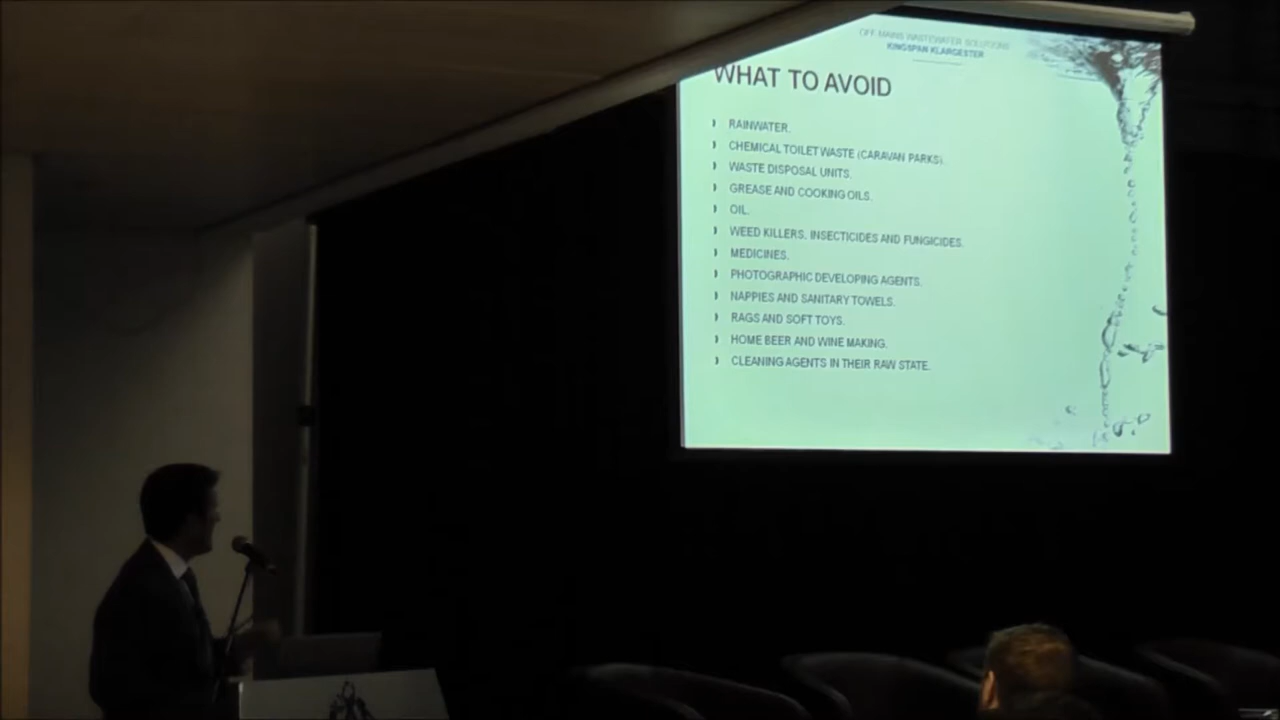 OFF MAINS WASTEWATER SOLUTIONS
KINGSPAN KLARGESTER
WHAT TO AVOID
RAINWATER.
CHEMICAL TOILET WASTE (CARAVAN PARKS).
WASTE DISPOSAL UNITS.
GREASE AND COOKING OILS.
OIL.
WEED KILLERS, INSECTICIDES AND FUNGICIDES.
MEDICINES.
PHOTOGRAPHIC DEVELOPING AGENTS.
NAPPIES AND SANITARY TOWELS.
RAGS AND SOFT TOYS.
HOME BEER AND WINE MAKING.
CLEANING AGENTS IN THEIR RAW STATE.